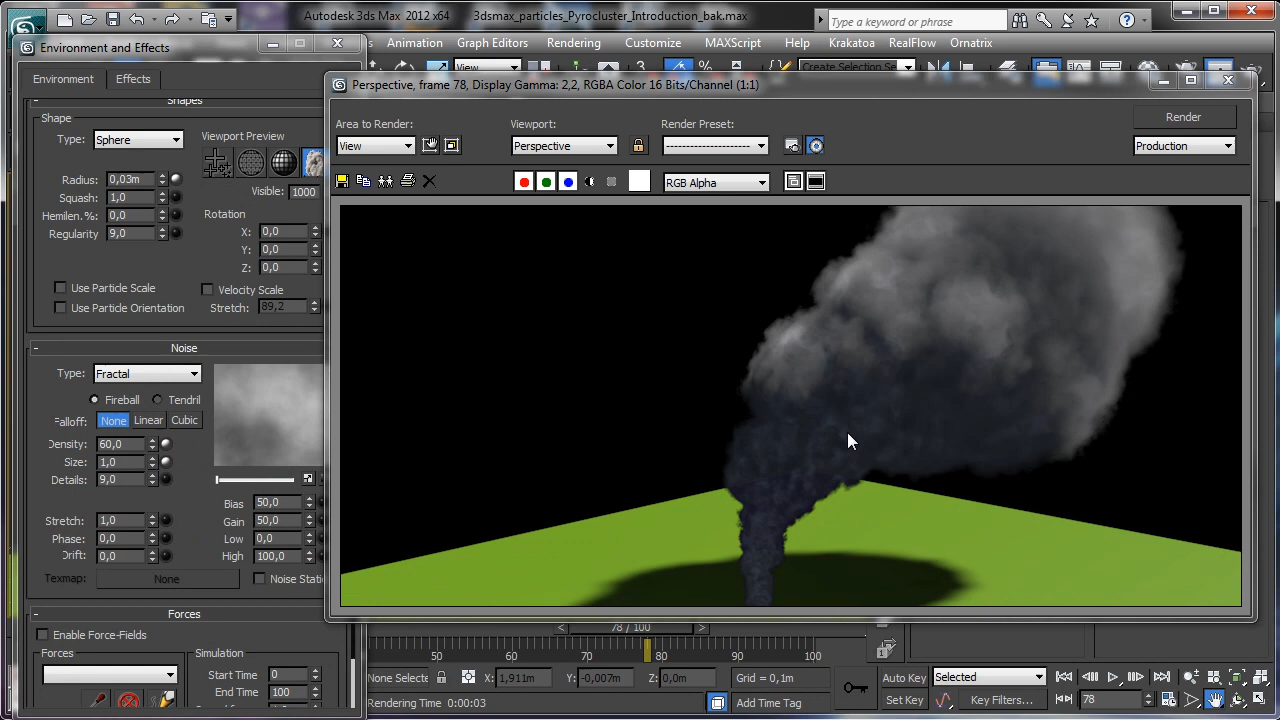 Autodesk 3ds Max 2012 x64
3dsmax_particles_Pyrocluster_Introduction_bak.max
Type a keyword or phrase
Environment and Effects
Animation
Graph Editors
Rendering
Customize
MAXScript
Help
Krakatoa
RealFlow
Ornatrix
View
Create Selection Se
Environment
Effects
Perspective, frame 78, Display Gamma: 2,2, RGBA Color 16 Bits/Channel (1:1)
Shapes
Shape
Type: Sphere
Viewport Preview
Radius: 0,03m
Squash: 1,0
Hemilen. %: 0,0
Regularity 9,0
Visible: 1000
Rotation
X: 0,0
Y: 0,0
Z: 0,0
Use Particle Scale
Use Particle Orientation
Velocity Scale
Stretch: 89,2
Area to Render:
View
Viewport:
Perspective
Render Preset:
Render
Production
RGB Alpha
Noise
Type: Fractal
Fireball
Tendril
Falloff: None Linear Cubic
Density: 60,0
Size: 1,0
Details: 9,0
Stretch: 1,0
Phase: 0,0
Drift: 0,0
Bias 50,0
Gain 50,0
Low 0,0
High 100,0
Texmap: None
Noise Stati
Forces
Enable Force-Fields
Forces:
Simulation
Start Time 0
End Time 100
< 78 / 100 >
50 60 70 80 90 100
None Selecte
X: 1,911m
Y: -0,007m
Z: 0,0m
Grid = 0,1m
Auto Key
Selected
Rendering Time 0:00:03
Add Time Tag
Set Key
Key Filters...
78